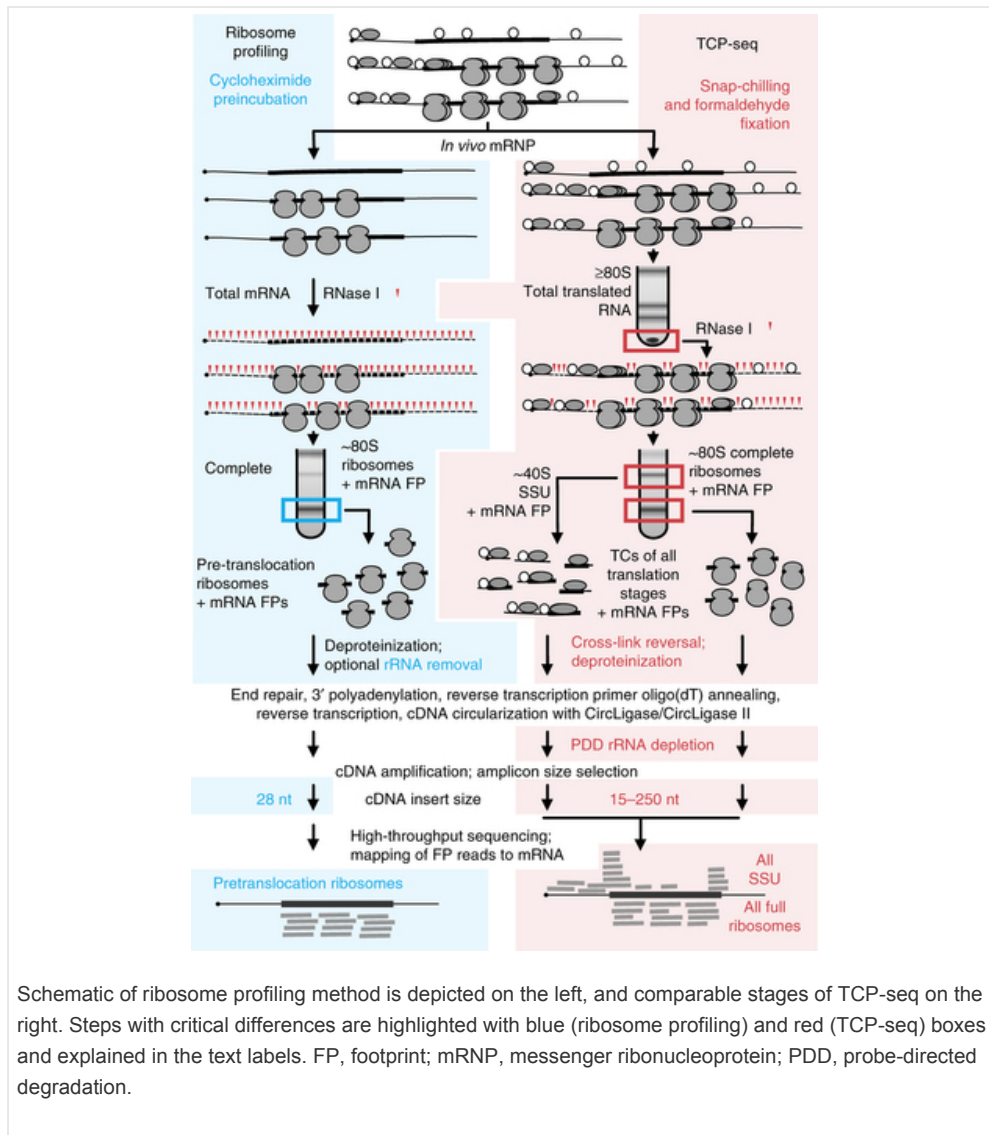 Ribosome
profiling
Cycloheximide
preincubation
TCP-seq
Snap-chilling
and formaldehyde
fixation
In vivo mRNP
≥80S
Total translated
RNA
Total mRNA
RNase I
RNase I
Complete
~80S
ribosomes
+ mRNA FP
~40S
SSU
+ mRNA FP
~80S complete
ribosomes
+ mRNA FP
Pre-translocation
ribosomes
+ mRNA FPs
TCs of all
translation
stages
+ mRNA FPs
Deproteinization;
optional rRNA removal
Cross-link reversal;
deproteinization
End repair, 3′ polyadenylation, reverse transcription primer oligo(dT) annealing,
reverse transcription, cDNA circularization with CircLigase/CircLigase II
PDD rRNA depletion
cDNA amplification; amplicon size selection
28 nt
cDNA insert size
15–250 nt
High-throughput sequencing;
mapping of FP reads to mRNA
Pretranslocation ribosomes
All
SSU
All full
ribosomes
Schematic of ribosome profiling method is depicted on the left, and comparable stages of TCP-seq on the
right. Steps with critical differences are highlighted with blue (ribosome profiling) and red (TCP-seq) boxes
and explained in the text labels. FP, footprint; mRNP, messenger ribonucleoprotein; PDD, probe-directed
degradation.